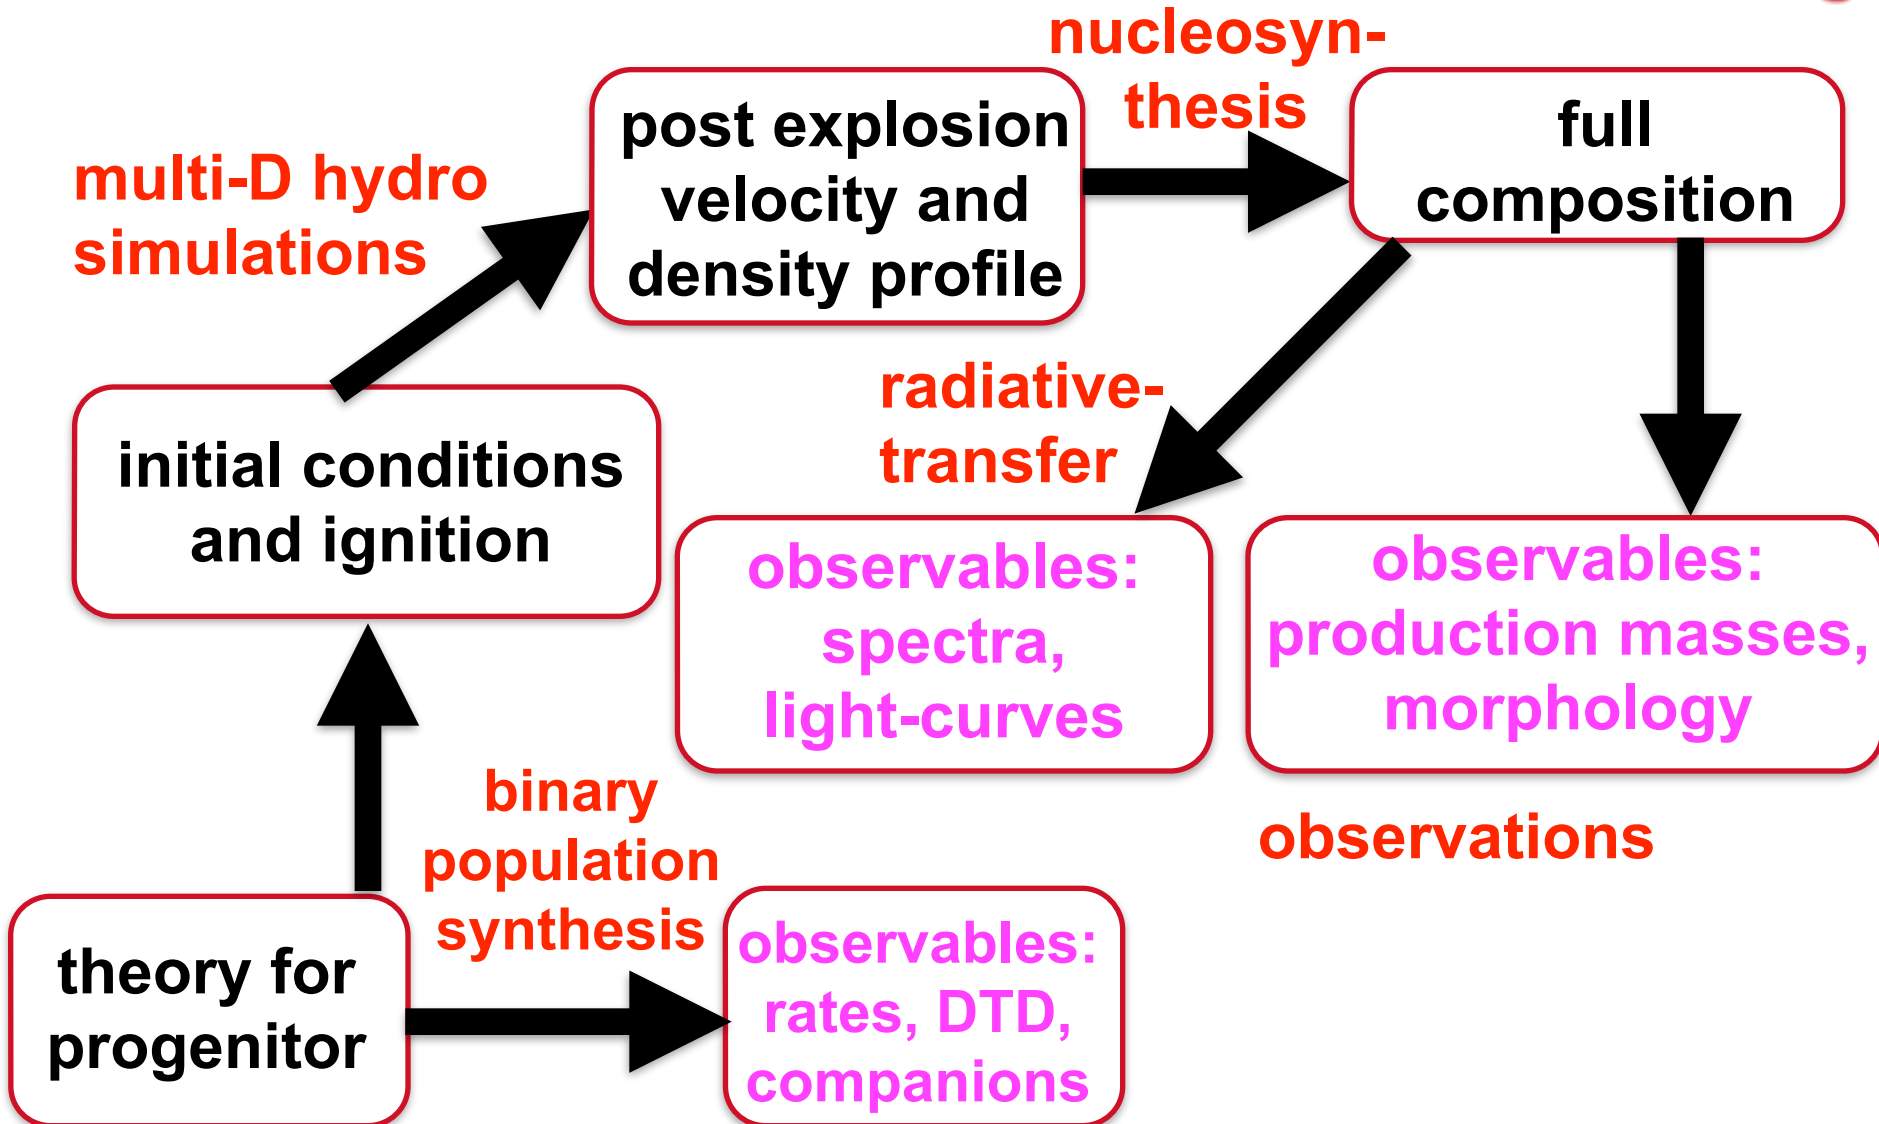 nucleosyn-
thesis
post explosion
velocity and
density profile
full
composition
multi-D hydro
simulations
radiative-
transfer
initial conditions
and ignition
observables:
spectra,
light-curves
observables:
production masses,
morphology
binary
population
synthesis
observations
theory for
progenitor
observables:
rates, DTD,
companions